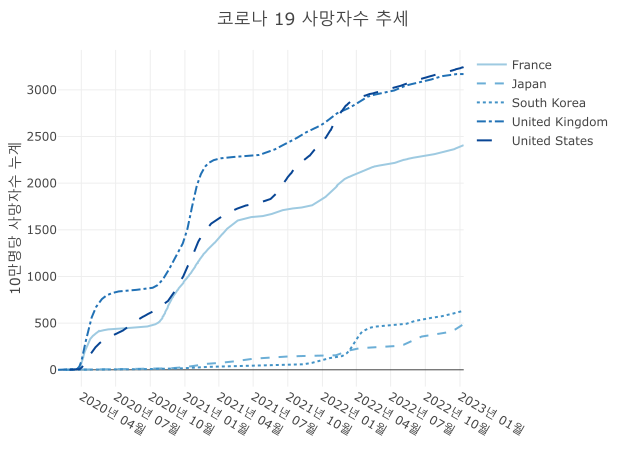 코로나 19 사망자수 추세
10만명당 사망자수 누계
3000
2500
2000
1500
1000
500
0
2020년 04월
2020년 07월
2020년 10월
2021년 01월
2021년 04월
2021년 07월
2021년 10월
2022년 01월
2022년 04월
2022년 07월
2022년 10월
2023년 01월
France
Japan
South Korea
United Kingdom
United States